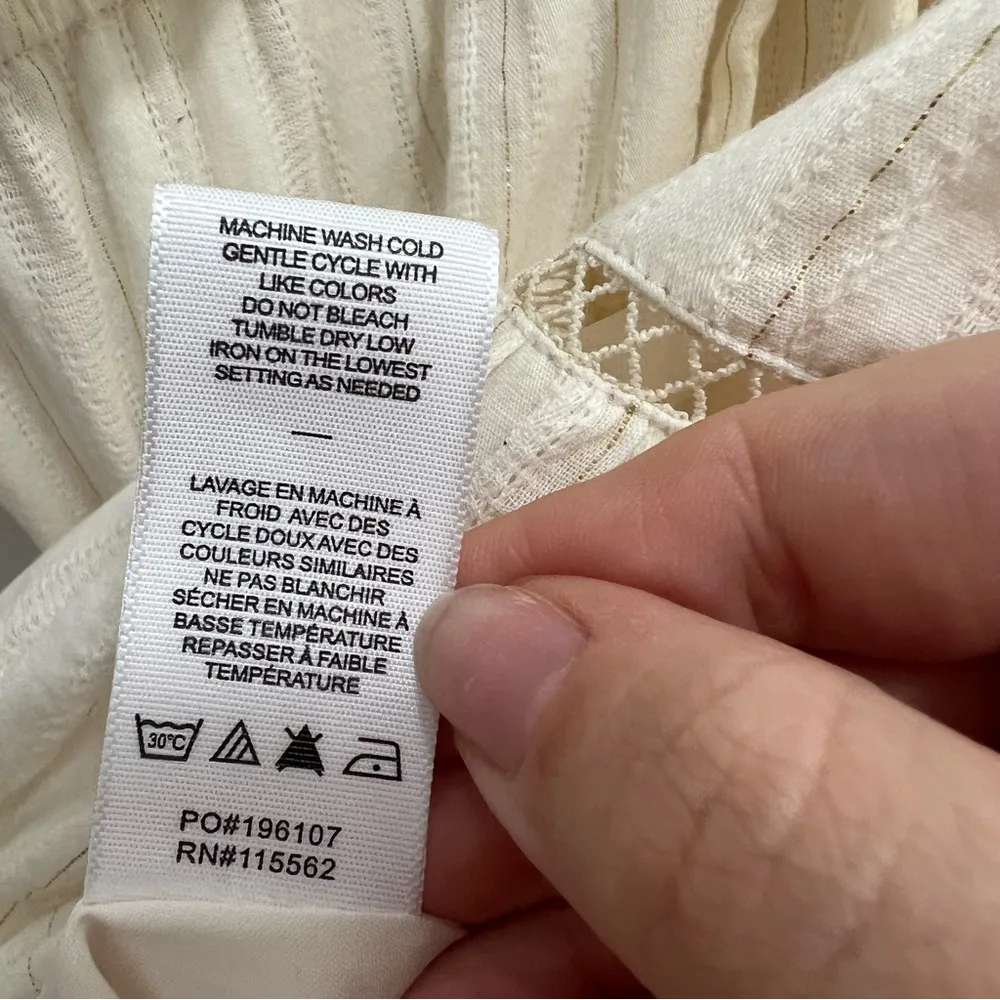 MACHINE WASH COLD
GENTLE CYCLE WITH
LIKE COLORS
DO NOT BLEACH
TUMBLE DRY LOW
IRON ON THE LOWEST
SETTING AS NEEDED
—
LAVAGE EN MACHINE À
FROID AVEC DES
CYCLE DOUX AVEC DES
COULEURS SIMILAIRES
NE PAS BLANCHIR
SÉCHER EN MACHINE À
BASSE TEMPÉRATURE
REPASSER À FAIBLE
TEMPÉRATURE
30°C
PO#196107
RN#115562